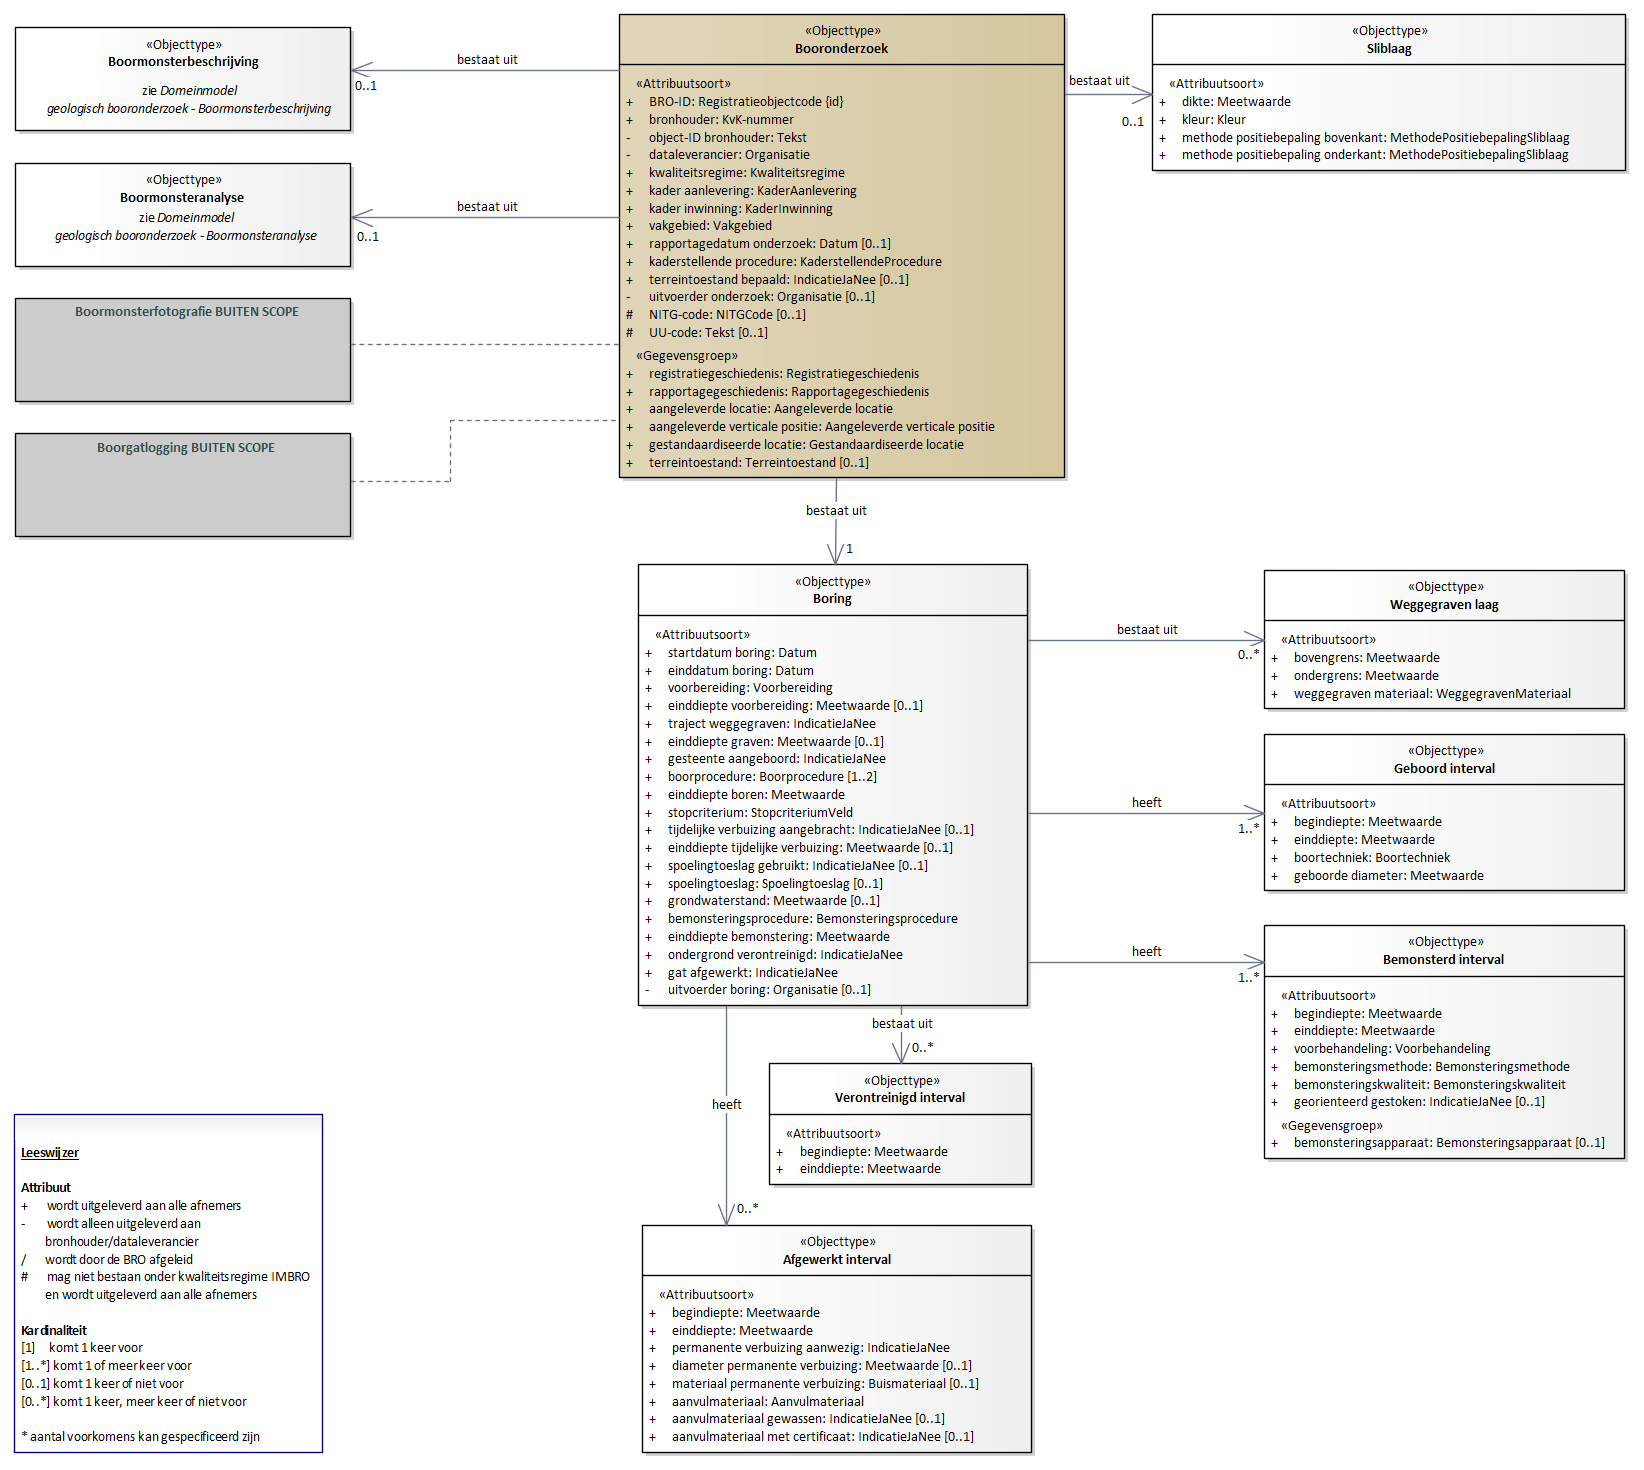 «Objecttype»
Boormonsterbeschrijving
zie Domeinmodel
geologisch booronderzoek - Boormonsterbeschrijving
bestaat uit
0..1
«Objecttype»
Boormonsteranalyse
zie Domeinmodel
geologisch booronderzoek - Boormonsteranalyse
bestaat uit
0..1
Boormonsterfotografie BUITEN SCOPE
Boorgatlogging BUITEN SCOPE
«Objecttype»
Booronderzoek
«Attribuutsoort»
+ BRO-ID: Registratieobjectcode {id}
+ bronhouder: KvK-nummer
- object-ID bronhouder: Tekst
- dataleverancier: Organisatie
+ kwaliteitsregime: Kwaliteitsregime
+ kader aanlevering: KaderAanlevering
+ kader inwinning: KaderInwinning
+ vakgebied: Vakgebied
+ rapportagedatum onderzoek: Datum [0..1]
+ kaderstellende procedure: KaderstellendeProcedure
+ terreintoestand bepaald: IndicatieJaNee [0..1]
- uitvoerder onderzoek: Organisatie [0..1]
# NITG-code: NITGCode [0..1]
# UU-code: Tekst [0..1]
«Gegevensgroep»
+ registratiegeschiedenis: Registratiegeschiedenis
+ rapportagegeschiedenis: Rapportagegeschiedenis
+ aangeleverde locatie: Aangeleverde locatie
+ aangeleverde verticale positie: Aangeleverde verticale positie
+ gestandaardiseerde locatie: Gestandaardiseerde locatie
+ terreintoestand: Terreintoestand [0..1]
bestaat uit
0..1
«Objecttype»
Sliblaag
«Attribuutsoort»
+ dikte: Meetwaarde
+ kleur: Kleur
+ methode positiebepaling bovenkant: MethodePositiebepalingSliblaag
+ methode positiebepaling onderkant: MethodePositiebepalingSliblaag
bestaat uit
1
«Objecttype»
Boring
«Attribuutsoort»
+ startdatum boring: Datum
+ einddatum boring: Datum
+ voorbereiding: Voorbereiding
+ einddiepte voorbereiding: Meetwaarde [0..1]
+ traject weggegraven: IndicatieJaNee
+ einddiepte graven: Meetwaarde [0..1]
+ gesteente aangeboord: IndicatieJaNee
+ boorprocedure: Boorprocedure [1..2]
+ einddiepte boren: Meetwaarde
+ stopcriterium: StopcriteriumVeld
+ tijdelijke verbuizing aangebracht: IndicatieJaNee [0..1]
+ einddiepte tijdelijke verbuizing: Meetwaarde [0..1]
+ spoelingtoeslag gebruikt: IndicatieJaNee [0..1]
+ spoelingtoeslag: Spoelingtoeslag [0..1]
+ grondwaterstand: Meetwaarde [0..1]
+ bemonsteringsprocedure: Bemonsteringsprocedure
+ einddiepte bemonstering: Meetwaarde
+ ondergrond verontreinigd: IndicatieJaNee
+ gat afgewerkt: IndicatieJaNee
- uitvoerder boring: Organisatie [0..1]
bestaat uit
0..*
«Objecttype»
Weggegraven laag
«Attribuutsoort»
+ bovengrens: Meetwaarde
+ ondergrens: Meetwaarde
+ weggegraven materiaal: WeggegravenMateriaal
heeft
1..*
«Objecttype»
Geboord interval
«Attribuutsoort»
+ begindiepte: Meetwaarde
+ einddiepte: Meetwaarde
+ boortechniek: Boortechniek
+ geboorde diameter: Meetwaarde
heeft
1..*
«Objecttype»
Bemonsterd interval
«Attribuutsoort»
+ begindiepte: Meetwaarde
+ einddiepte: Meetwaarde
+ voorbehandeling: Voorbehandeling
+ bemonsteringsmethode: Bemonsteringsmethode
+ bemonsteringskwaliteit: Bemonsteringskwaliteit
+ georienteerd gestoken: IndicatieJaNee [0..1]
«Gegevensgroep»
+ bemonsteringsapparaat: Bemonsteringsapparaat [0..1]
bestaat uit
0..*
«Objecttype»
Verontreinigd interval
«Attribuutsoort»
+ begindiepte: Meetwaarde
+ einddiepte: Meetwaarde
heeft
0..*
«Objecttype»
Afgewerkt interval
«Attribuutsoort»
+ begindiepte: Meetwaarde
+ einddiepte: Meetwaarde
+ permanente verbuizing aanwezig: IndicatieJaNee
+ diameter permanente verbuizing: Meetwaarde [0..1]
+ materiaal permanente verbuizing: Buismateriaal [0..1]
+ aanvulmateriaal: Aanvulmateriaal
+ aanvulmateriaal gewassen: IndicatieJaNee [0..1]
+ aanvulmateriaal met certificaat: IndicatieJaNee [0..1]
Leeswijzer
Attribuut
+ wordt uitgeleverd aan alle afnemers
- wordt alleen uitgeleverd aan
bronhouder/dataleverancier
/ wordt door de BRO afgeleid
# mag niet bestaan onder kwaliteitsregime IMBRO
en wordt uitgeleverd aan alle afnemers
Kardinaliteit
[1] komt 1 keer voor
[1..*] komt 1 of meer keer voor
[0..1] komt 1 keer of niet voor
[0..*] komt 1 keer, meer keer of niet voor
* aantal voorkomens kan gespecificeerd zijn